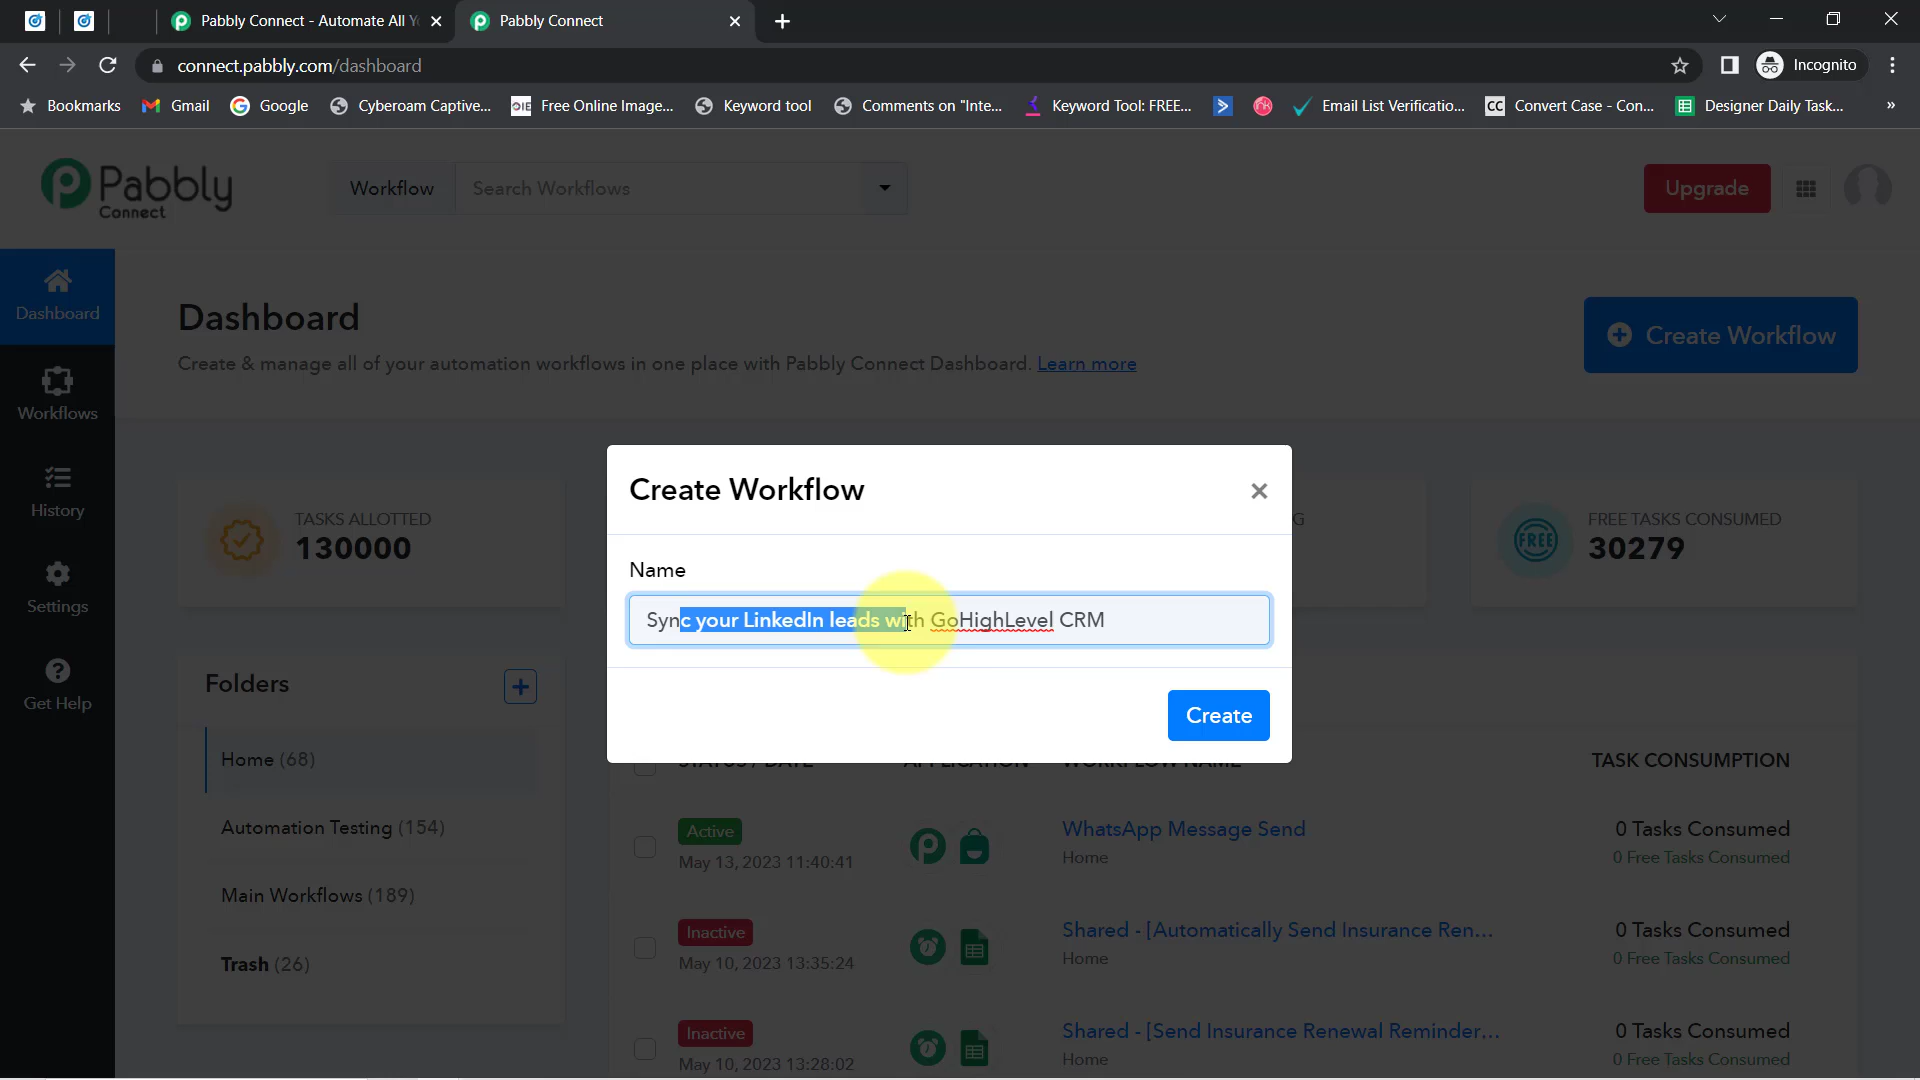 Pabbly Connect - Automate All Y
Pabbly Connect
connect.pabbly.com/dashboard
Incognito
Bookmarks
Gmail
Google
Cyberoam Captive...
OIE
Free Online Image...
Keyword tool
Comments on "Inte...
Keyword Tool: FREE...
Email List Verificatio...
CC
Convert Case - Con...
Designer Daily Task...
»
Pabbly
Connect
Workflow
Search Workflows
Upgrade
Dashboard
Workflows
History
Settings
Get Help
Dashboard
Create & manage all of your automation workflows in one place with Pabbly Connect Dashboard. Learn more
Create Workflow
TASKS ALLOTTED
130000
G
FREE
FREE TASKS CONSUMED
30279
Create Workflow
Name
Sync your LinkedIn leads with GoHighLevel CRM
Create
Folders
Home (68)
Automation Testing (154)
Main Workflows (189)
Trash (26)
STATUS / DATE
APPLICATION
WORKFLOW NAME
TASK CONSUMPTION
Active
May 13, 2023 11:40:41
WhatsApp Message Send
Home
0 Tasks Consumed
0 Free Tasks Consumed
Inactive
May 10, 2023 13:35:24
Shared - [Automatically Send Insurance Ren...
Home
0 Tasks Consumed
0 Free Tasks Consumed
Inactive
May 10, 2023 13:28:02
Shared - [Send Insurance Renewal Reminder...
Home
0 Tasks Consumed
0 Free Tasks Consumed